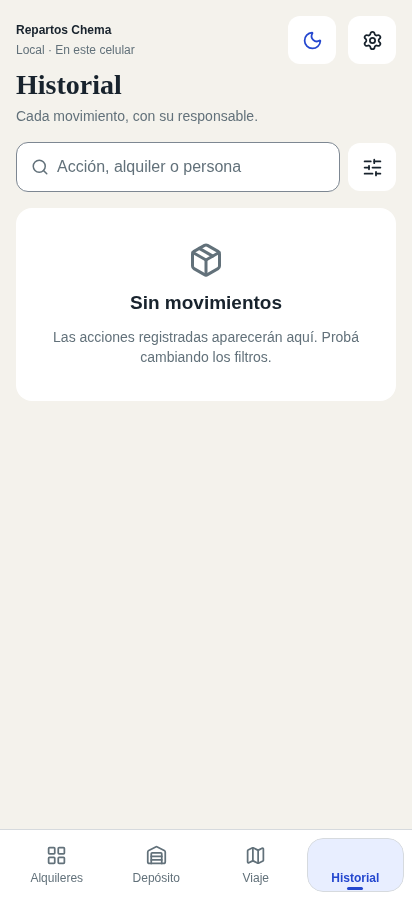 Repartos Chema
Local · En este celular
Historial
Cada movimiento, con su responsable.
Acción, alquiler o persona
Sin movimientos
Las acciones registradas aparecerán aquí. Probá
cambiando los filtros.
Alquileres
Depósito
Viaje
Historial